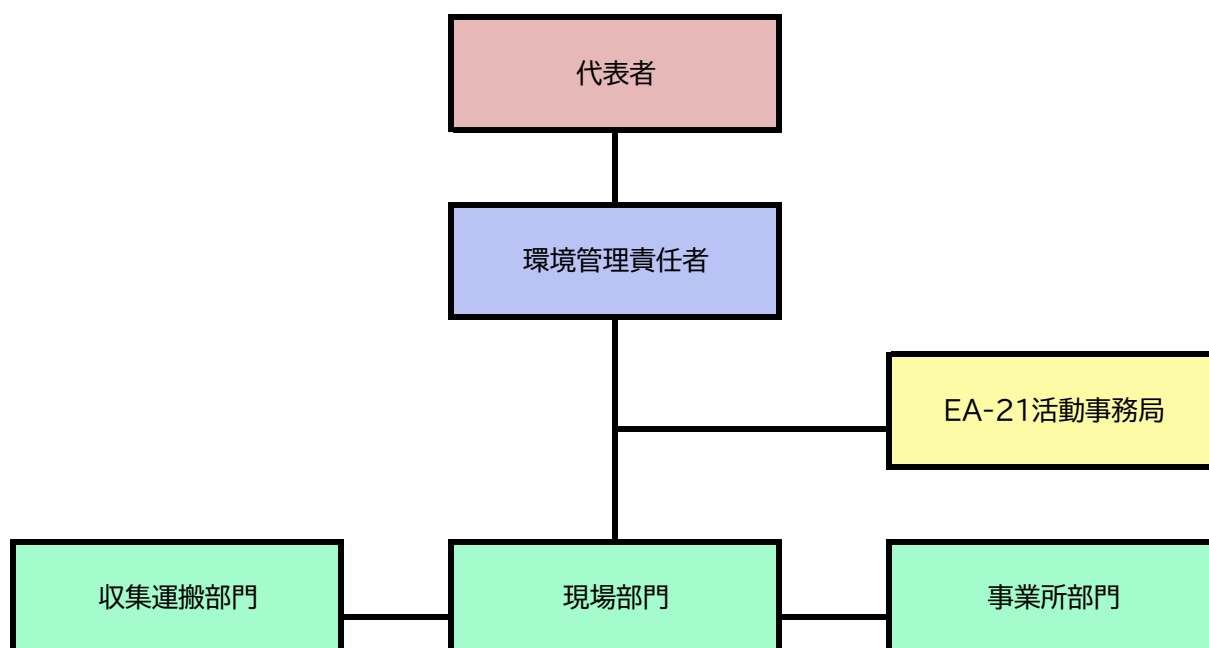 代表者
環境管理責任者
EA-21活動事務局
収集運搬部門
現場部門
事業所部門